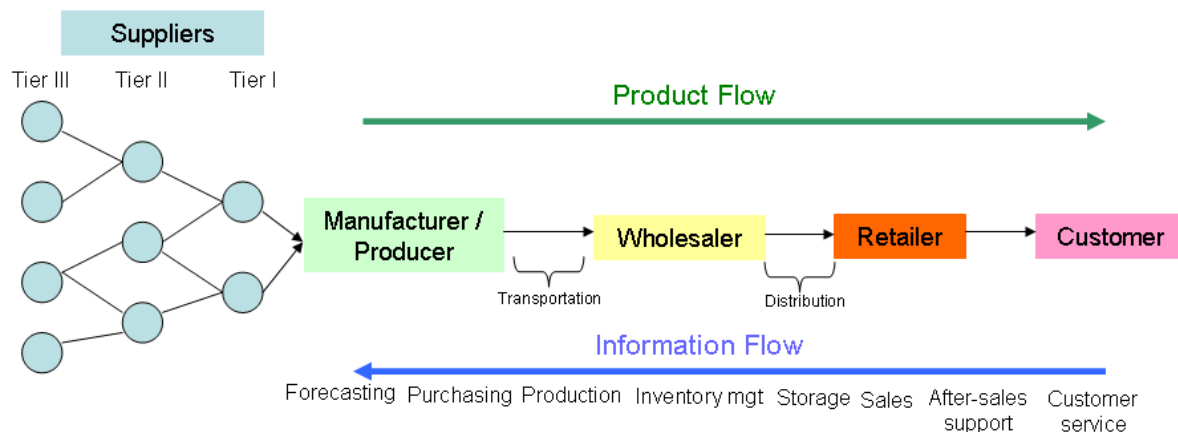 Suppliers
Tier III
Tier II
Tier I
Product Flow
Manufacturer /
Producer
Wholesaler
Retailer
Customer
Transportation
Distribution
Information Flow
Forecasting
Purchasing
Production
Inventory mgt
Storage
Sales
After-sales
support
Customer
service